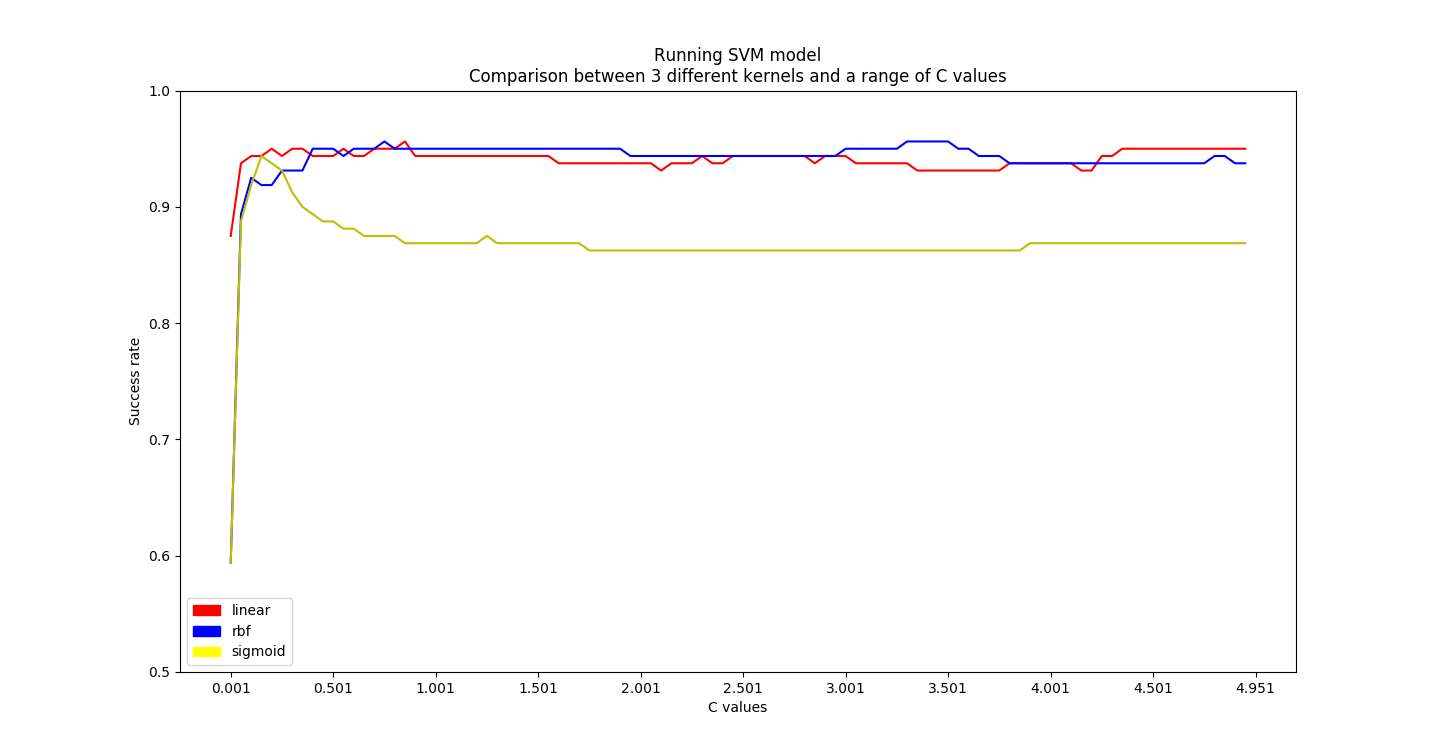 Running SVM model
Comparison between 3 different kernels and a range of C values
1.0
0.9
0.8
0.7
0.6
0.5
Success rate
linear
rbf
sigmoid
0.001 0.501 1.001 1.501 2.001 2.501 3.001 3.501 4.001 4.501 4.951
C values